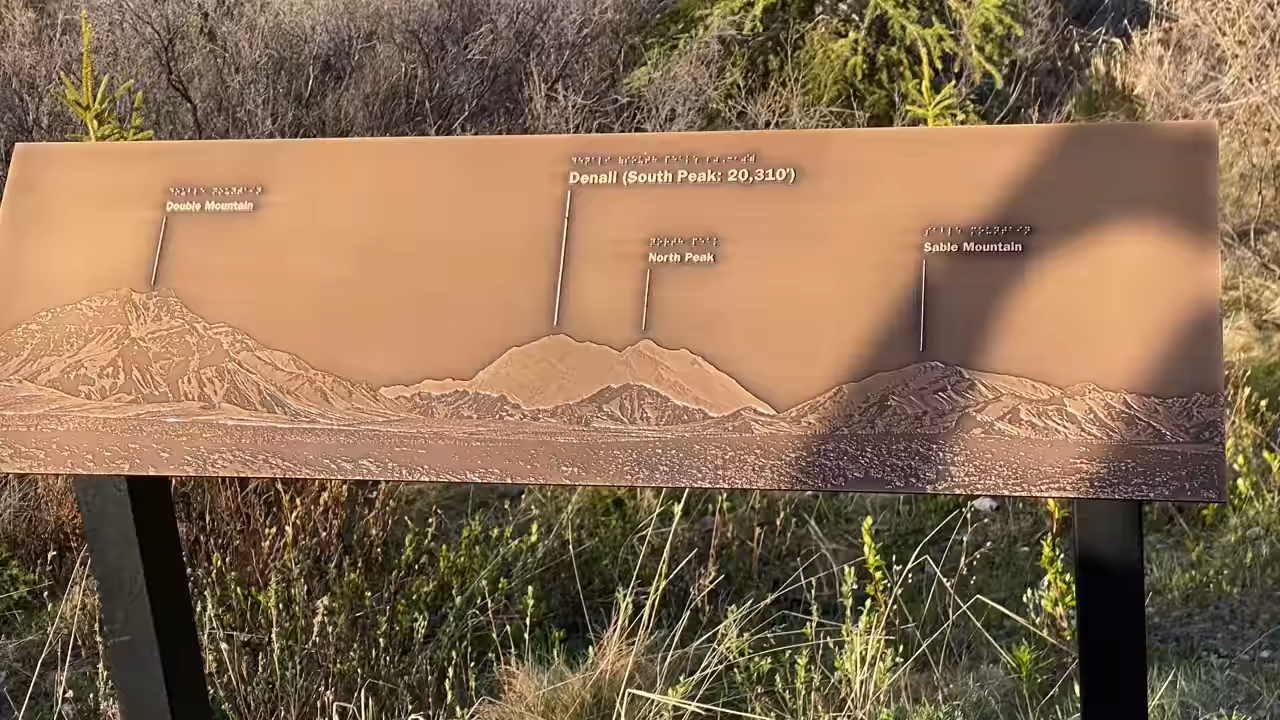 Double Mountain
Denali (South Peak: 20,310')
North Peak
Sable Mountain